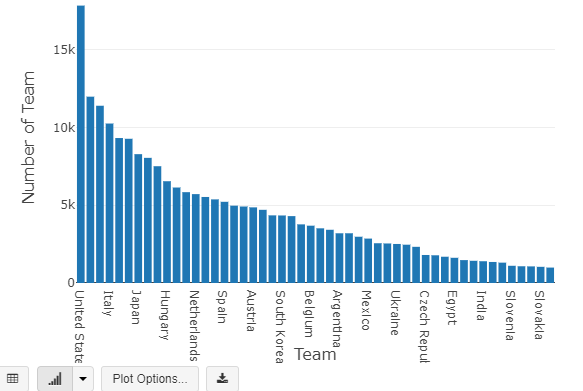 15k
10k
5k
0
Number of Team
United State
Italy
Japan
Hungary
Netherlands
Spain
Austria
South Korea
Belgium
Argentina
Mexico
Ukraine
Czech Repul
Egypt
India
Slovenia
Slovakia
Team
Plot Options...